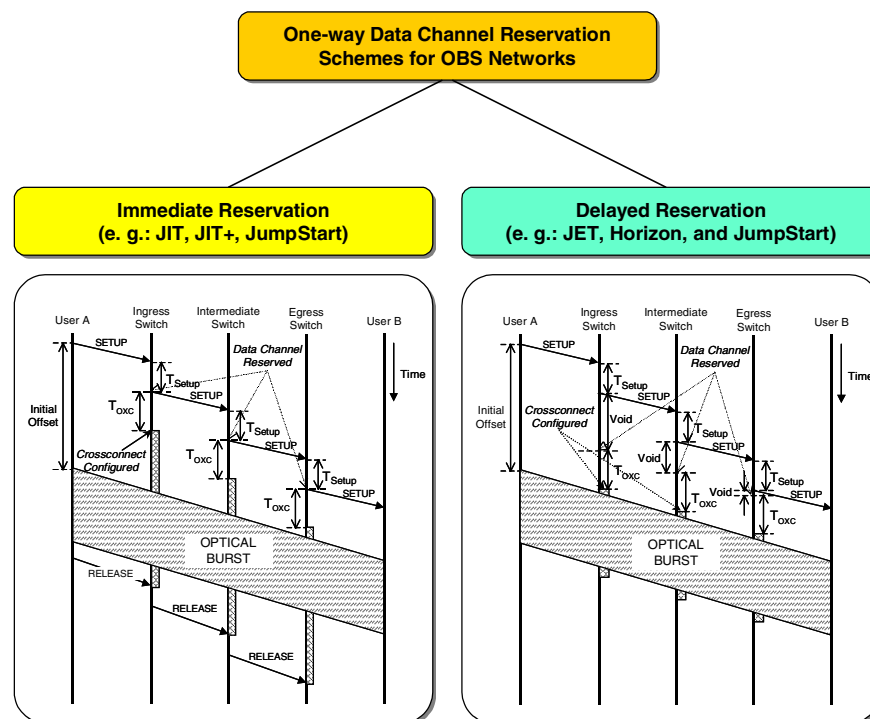 One-way Data Channel Reservation
Schemes for OBS Networks
Immediate Reservation
(e. g.: JIT, JIT+, JumpStart)
User A
Ingress
Switch
Intermediate
Switch
Egress
Switch
User B
SETUP
Data Channel
Reserved
Time
TSetup
SETUP
Initial
Offset
TOXC
TSetup
SETUP
Crossconnect
Configured
TOXC
TSetup
SETUP
TOXC
OPTICAL
BURST
RELEASE
RELEASE
RELEASE
Delayed Reservation
(e. g.: JET, Horizon, and JumpStart)
User A
Ingress
Switch
Intermediate
Switch
Egress
Switch
User B
SETUP
Data Channel
Reserved
Time
TSetup
SETUP
Initial
Offset
Crossconnect
Configured
Void
TSetup
SETUP
Void
TOXC
TSetup
Void
SETUP
TOXC
TOXC
OPTICAL
BURST